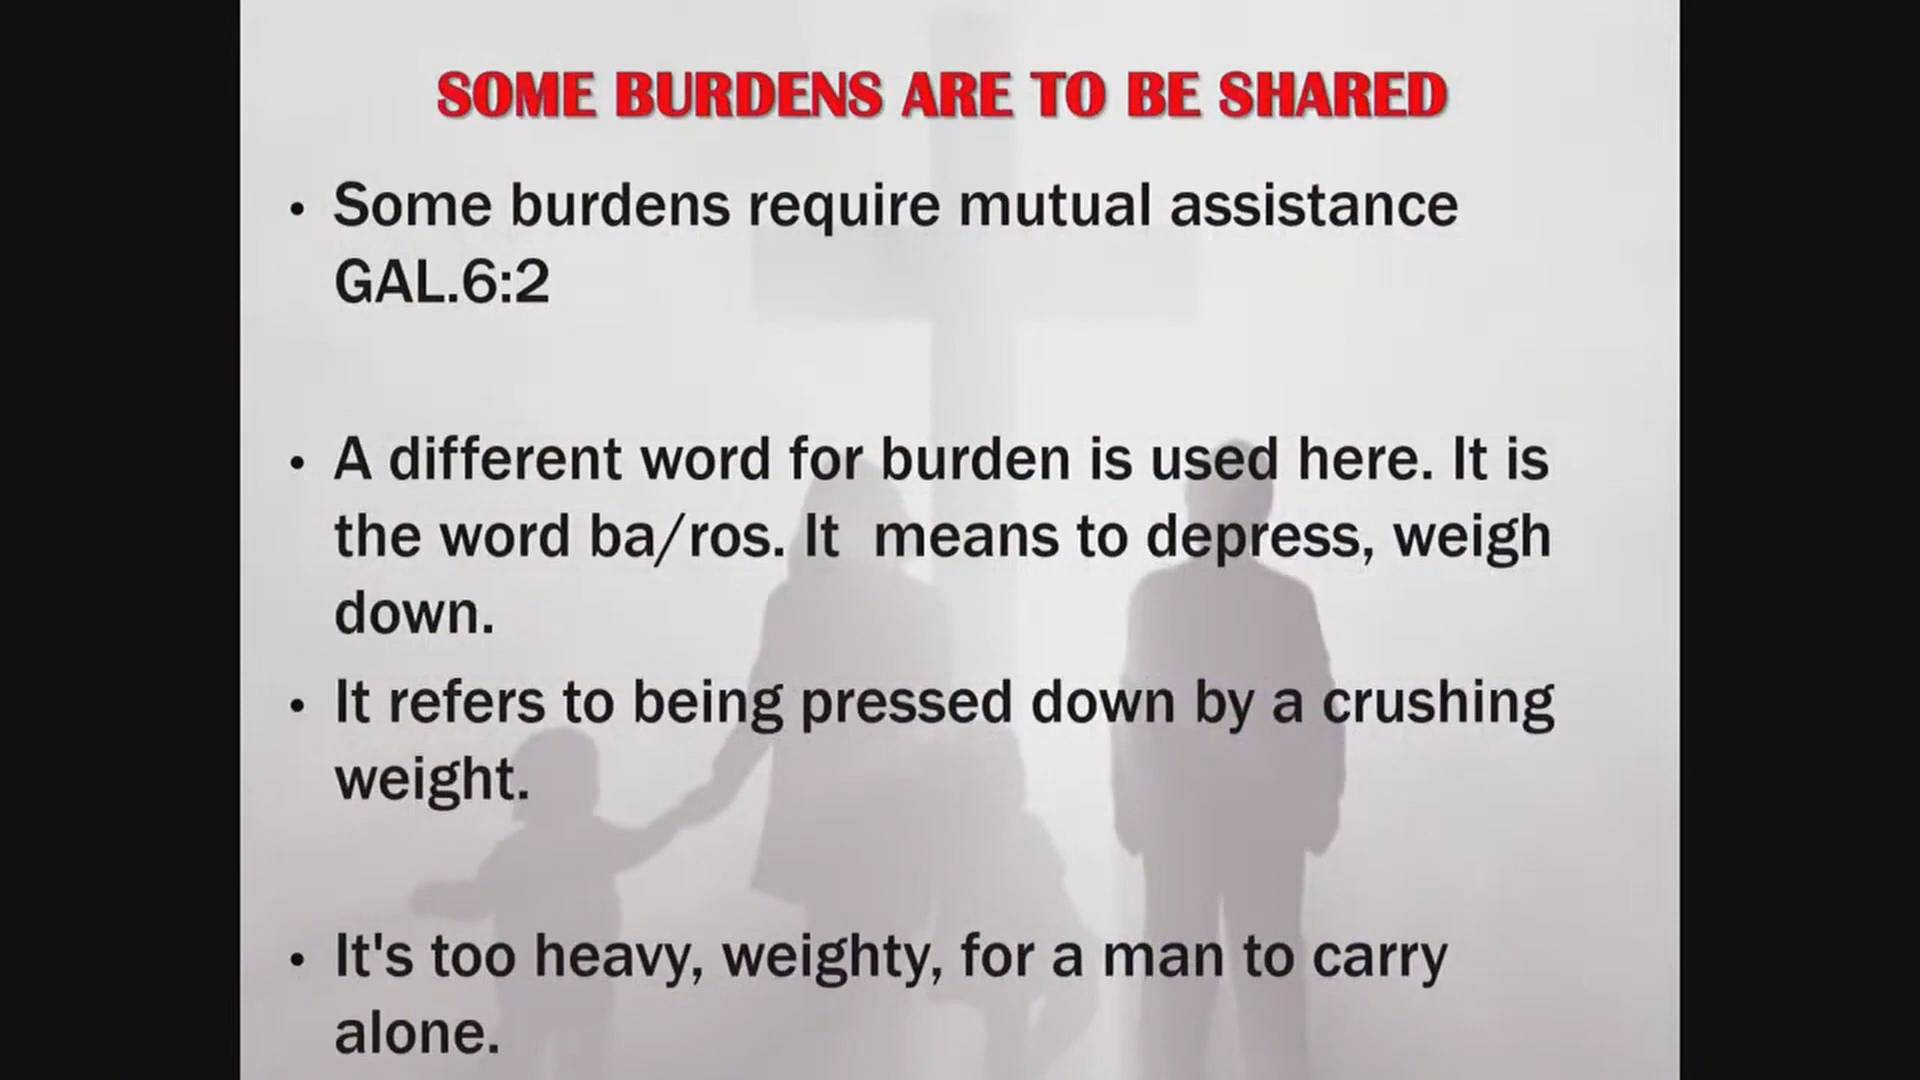 SOME BURDENS ARE TO BE SHARED
• Some burdens require mutual assistance
GAL.6:2
• A different word for burden is used here. It is
the word ba/ros. It  means to depress, weigh
down.
• It refers to being pressed down by a crushing
weight.
• It's too heavy, weighty, for a man to carry
alone.